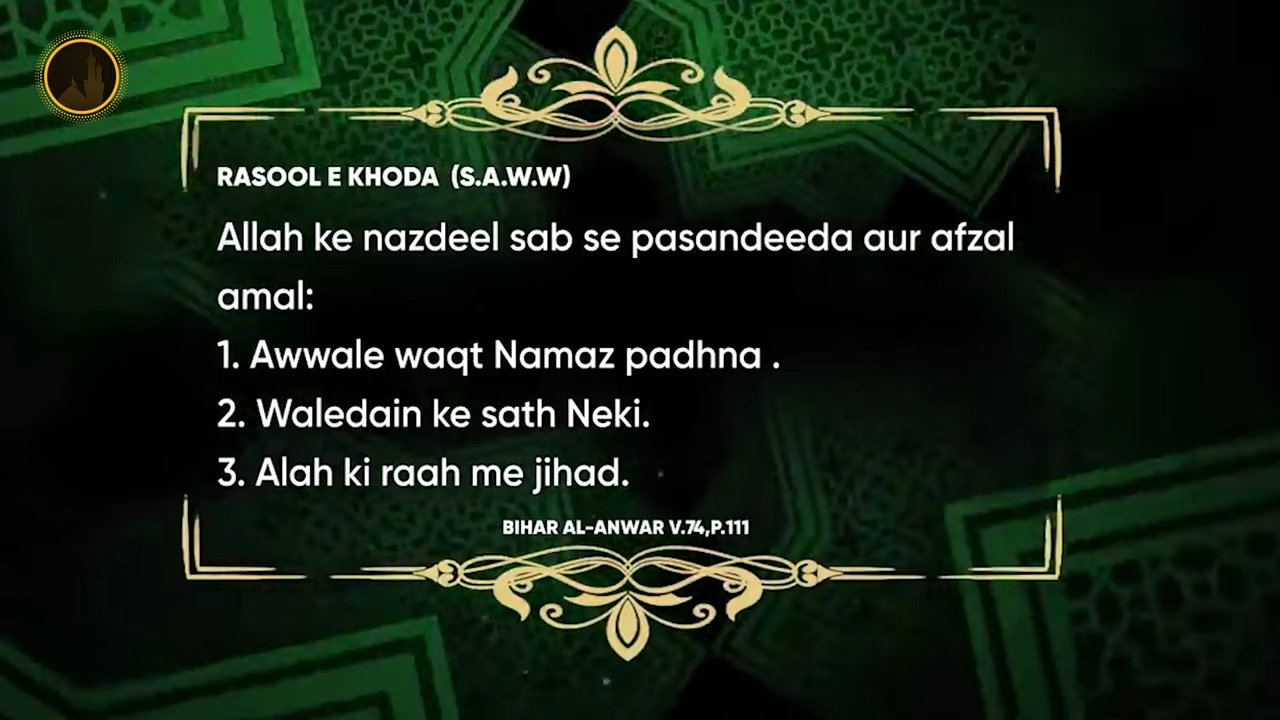 RASOOL E KHODA (S.A.W.W)
Allah ke nazdeel sab se pasandeeda aur afzal
amal:
1. Awwale waqt Namaz padhna .
2. Waledain ke sath Neki.
3. Alah ki raah me jihad.
BIHAR AL-ANWAR V.74,P.111